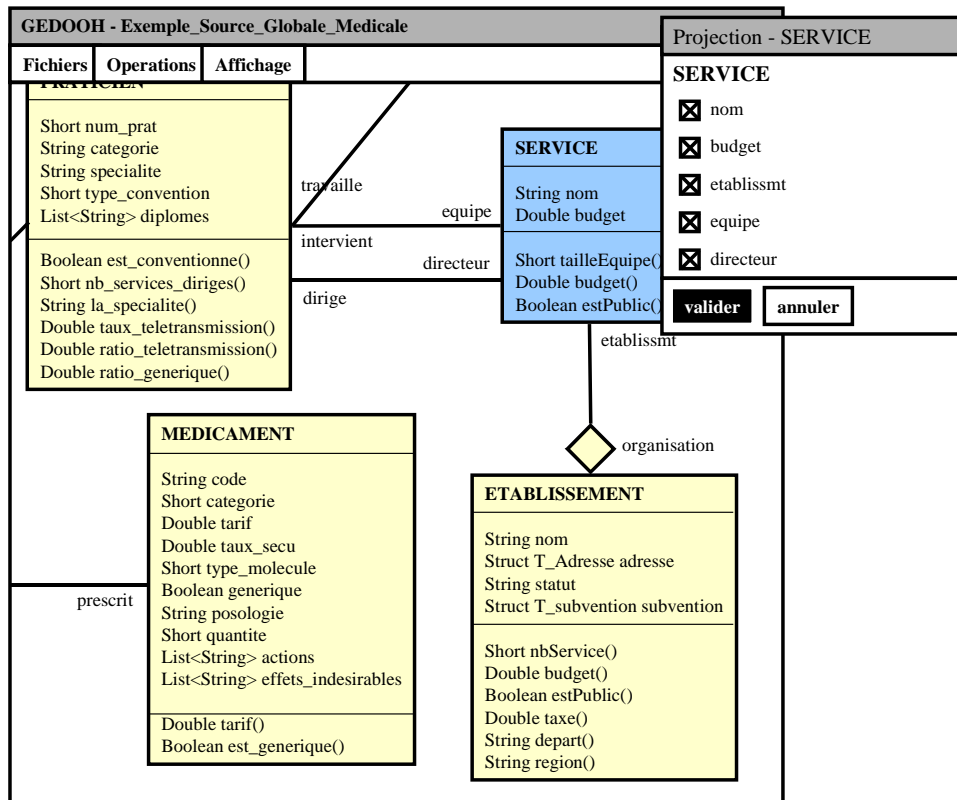 GEDOOH - Exemple_Source_Globale_Medicale
Fichiers Operations Affichage
PRATICIEN
Short num_prat
String categorie
String specialite
Short type_convention
List<String> diplomes
Boolean est_conventionne()
Short nb_services_diriges()
String la_specialite()
Double taux_teletransmission()
Double ratio_teletransmission()
Double ratio_generique()
travaille
equipe
intervient
directeur
dirige
SERVICE
String nom
Double budget
Short tailleEquipe()
Double budget()
Boolean estPublic()
Projection - SERVICE
SERVICE
nom
budget
etablissmt
equipe
directeur
valider annuler
etablissmt
organisation
MEDICAMENT
String code
Short categorie
Double tarif
Double taux_secu
Short type_molecule
Boolean generique
String posologie
Short quantite
List<String> actions
List<String> effets_indesirables
Double tarif()
Boolean est_generique()
prescrit
ETABLISSEMENT
String nom
Struct T_Adresse adresse
String statut
Struct T_subvention subvention
Short nbService()
Double budget()
Boolean estPublic()
Double taxe()
String depart()
String region()